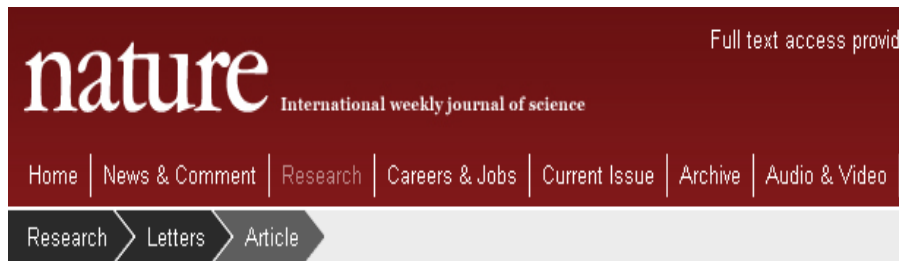 Full text access provid
nature International weekly journal of science
Home News & Comment Research Careers & Jobs Current Issue Archive Audio & Video
Research Letters Article